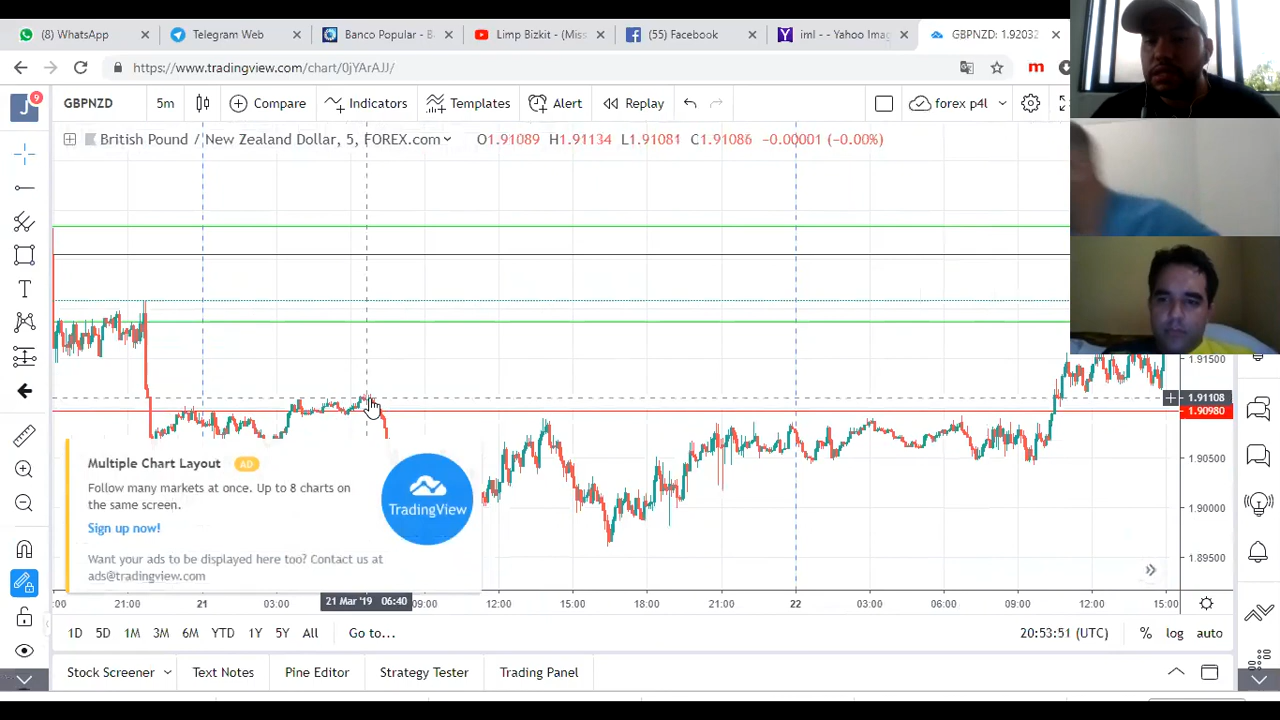 (8) WhatsApp
Telegram Web
Banco Popular - B
Limp Bizkit - (Miss
(55) Facebook
iml - Yahoo Imag
GBPNZD: 1.92032
https://www.tradingview.com/chart/0jYArAJJ/
m
J 9
GBPNZD
5m
Compare
Indicators
Templates
Alert
Replay
forex p4l
British Pound / New Zealand Dollar, 5, FOREX.com
O1.91089 H1.91134 L1.91081 C1.91086 -0.00001 (-0.00%)
T
1.91500
1.91108
1.90980
1.90500
1.90000
1.89500
Multiple Chart Layout AD
Follow many markets at once. Up to 8 charts on
the same screen.
Sign up now!
Want your ads to be displayed here too? Contact us at
ads@tradingview.com
TradingView
:00 21:00 21 03:00 21 Mar '19 06:40 09:00 12:00 15:00 18:00 21:00 22 03:00 06:00 09:00 12:00 15:00
1D 5D 1M 3M 6M YTD 1Y 5Y All Go to... 20:53:51 (UTC) % log auto
Stock Screener Text Notes Pine Editor Strategy Tester Trading Panel